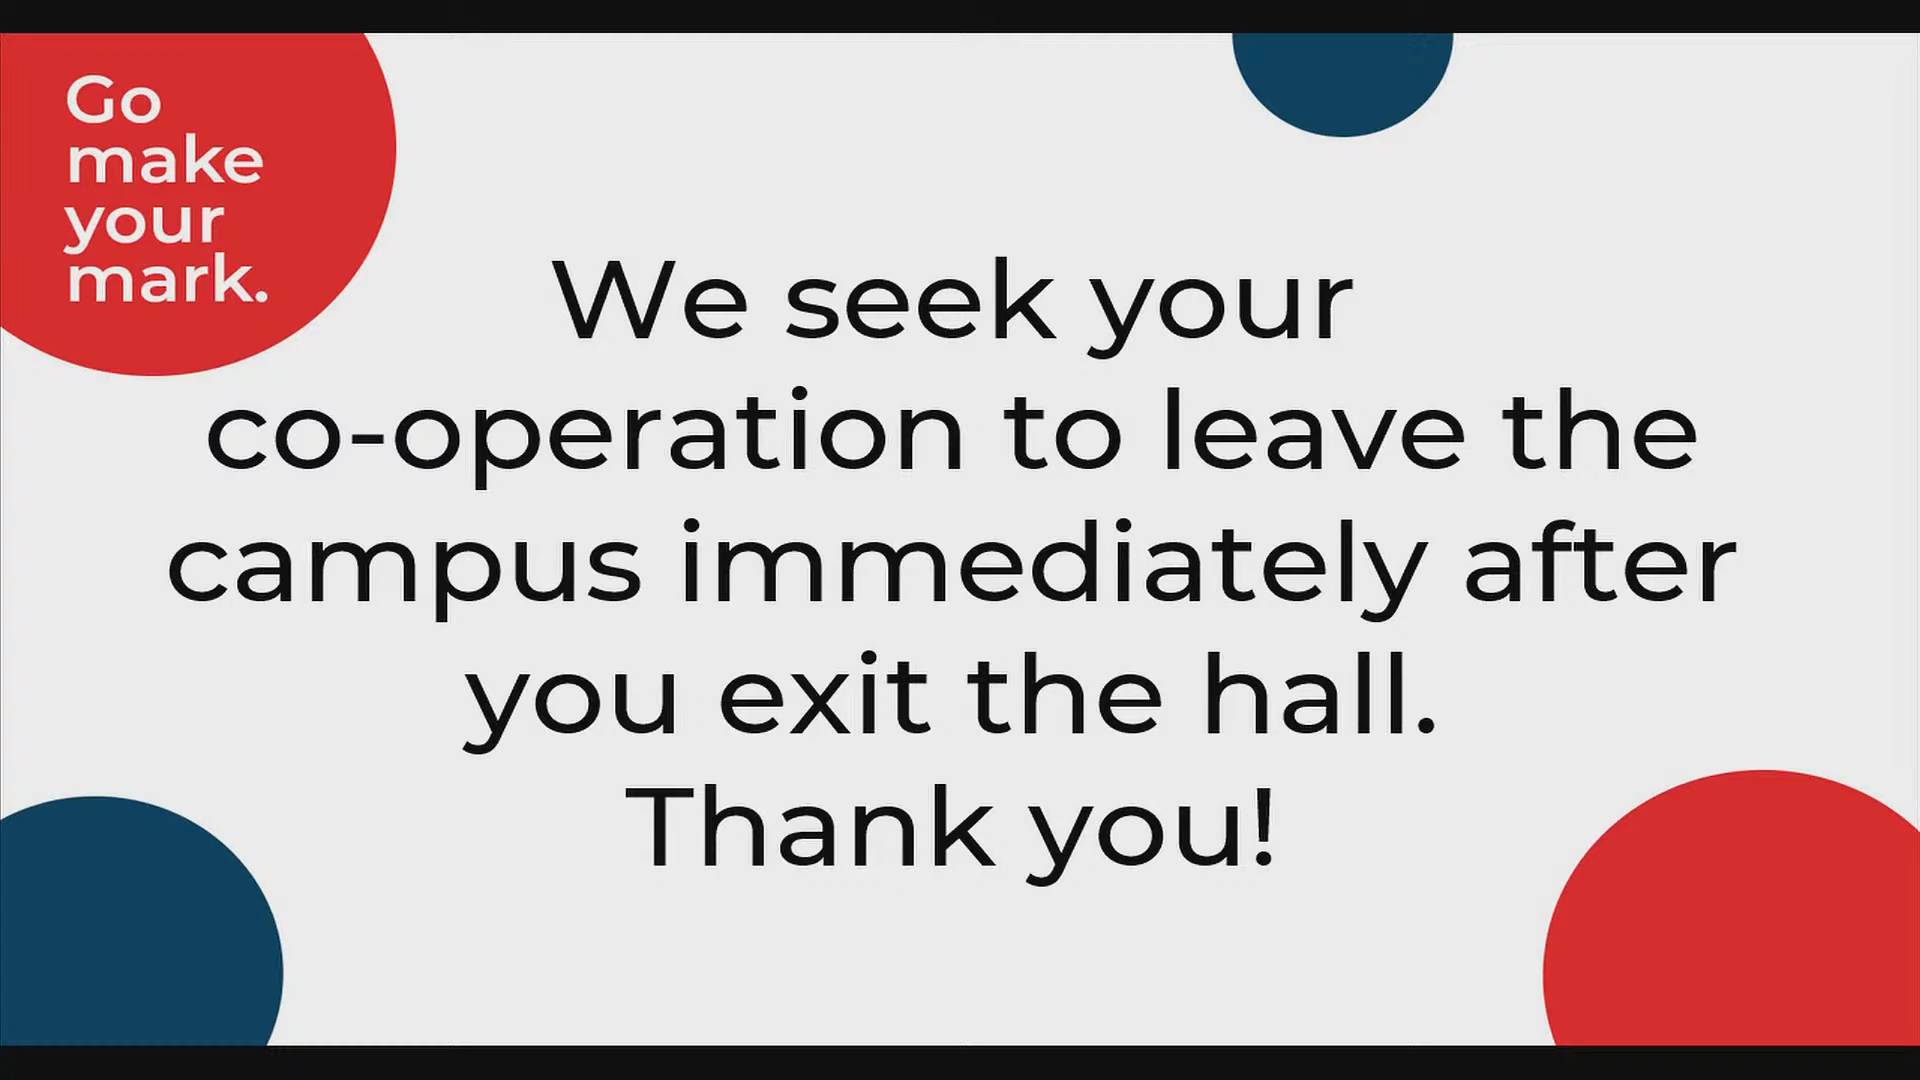 Go
make
your
mark.
We seek your
co-operation to leave the
campus immediately after
you exit the hall.
Thank you!